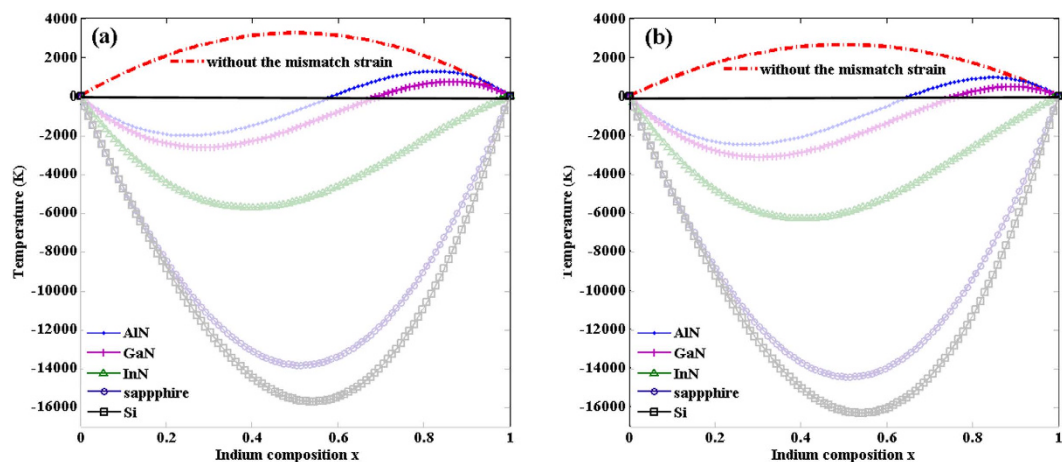 (a)
without the mismatch strain
4000
2000
0
-2000
-4000
-6000
-8000
-10000
-12000
-14000
-16000
Temperature (K)
AlN
GaN
InN
sappphire
Si
0
0.2
0.4
0.6
0.8
1
Indium composition x
(b)
without the mismatch strain
4000
2000
0
-2000
-4000
-6000
-8000
-10000
-12000
-14000
-16000
Temperature (K)
AlN
GaN
InN
sappphire
Si
0
0.2
0.4
0.6
0.8
1
Indium composition x